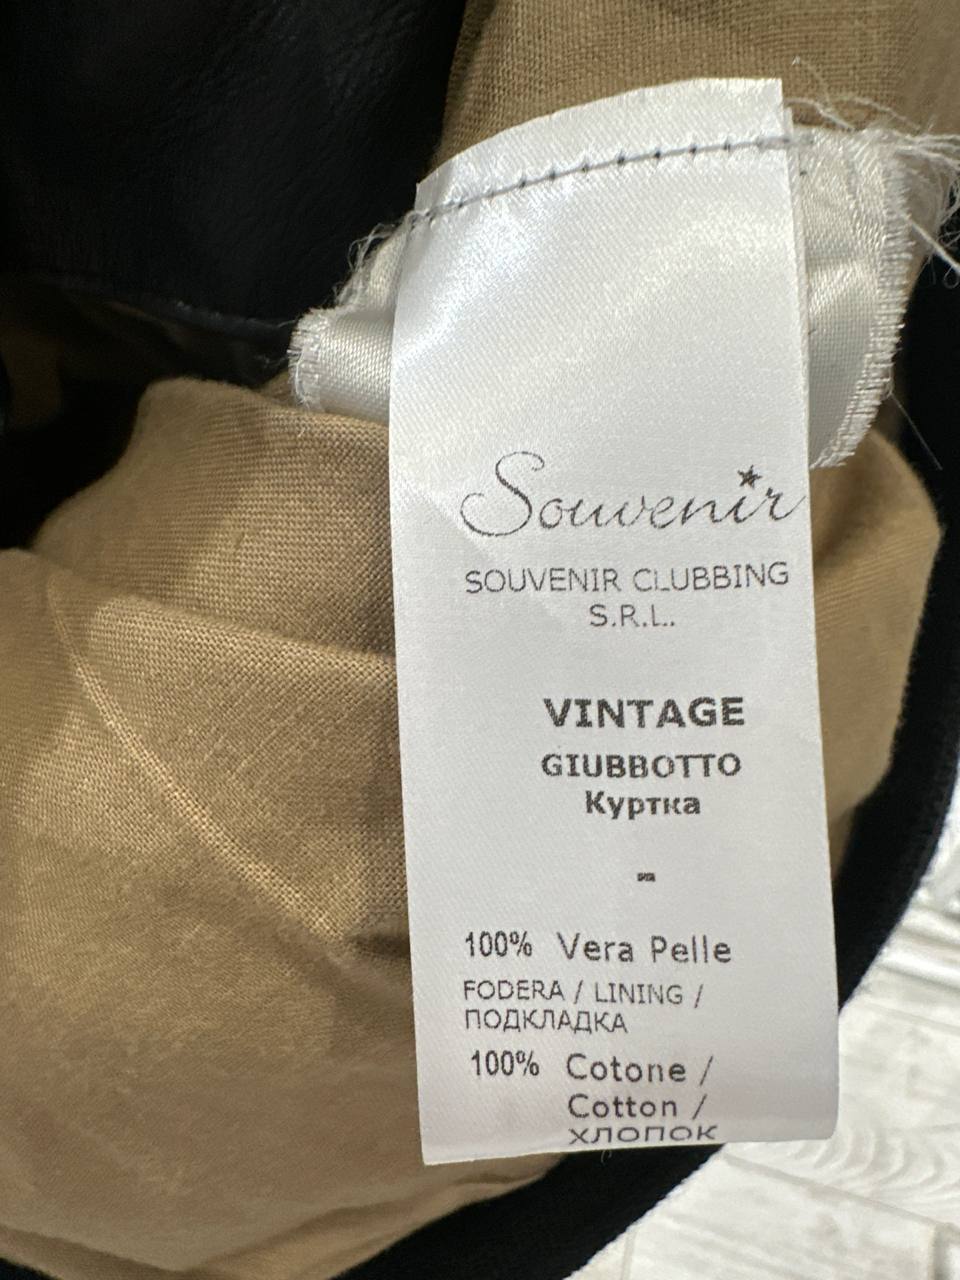 Souvenir
SOUVENIR CLUBBING
S.R.L..
VINTAGE
GIUBBOTTO
Куртка
-
100% Vera Pelle
FODERA / LINING /
ПОДКЛАДКА
100% Cotone /
Cotton /
ХЛОПОК